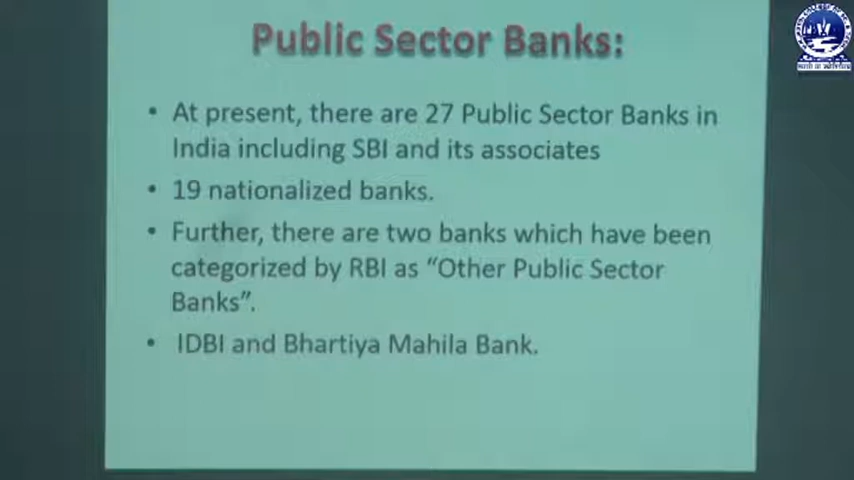 Public Sector Banks:
• At present, there are 27 Public Sector Banks in
India including SBI and its associates
• 19 nationalized banks.
• Further, there are two banks which have been
categorized by RBI as “Other Public Sector
Banks”.
• IDBI and Bhartiya Mahila Bank.